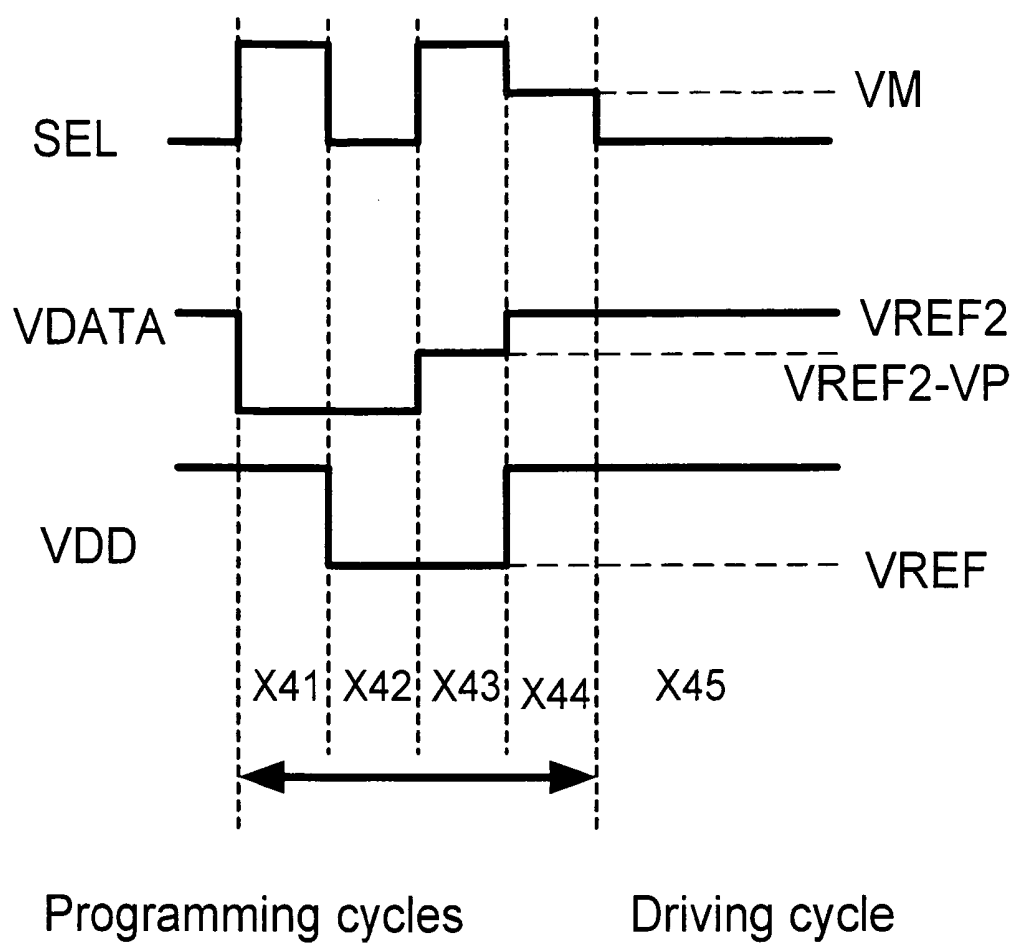 VM
SEL
VDATA
VREF2
VREF2-VP
VDD
VREF
X41 X42 X43 X44 X45
Programming cycles
Driving cycle